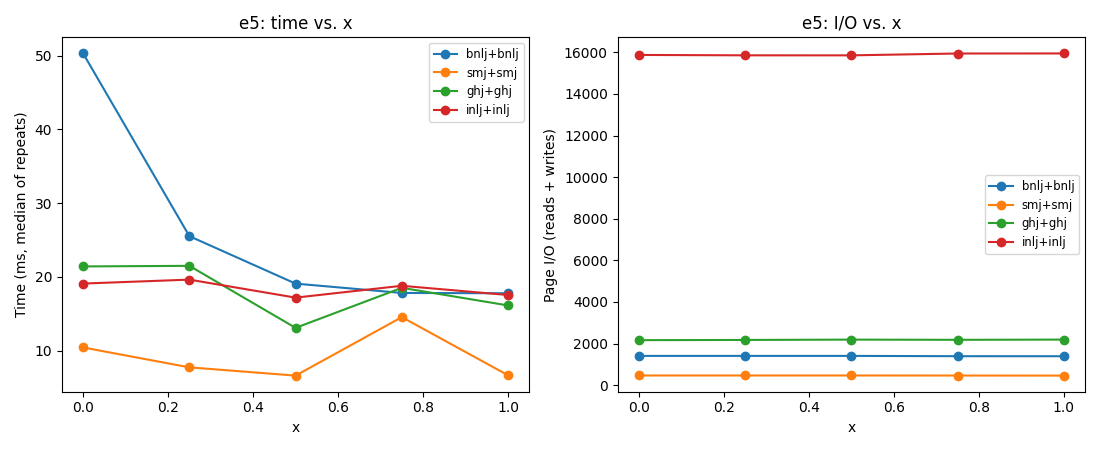 e5: time vs. x
Time (ms, median of repeats)
50
40
30
20
10
0.0 0.2 0.4 0.6 0.8 1.0
x
bnlj+bnlj
smj+smj
ghj+ghj
inlj+inlj
e5: I/O vs. x
Page I/O (reads + writes)
16000
14000
12000
10000
8000
6000
4000
2000
0
0.0 0.2 0.4 0.6 0.8 1.0
x
bnlj+bnlj
smj+smj
ghj+ghj
inlj+inlj